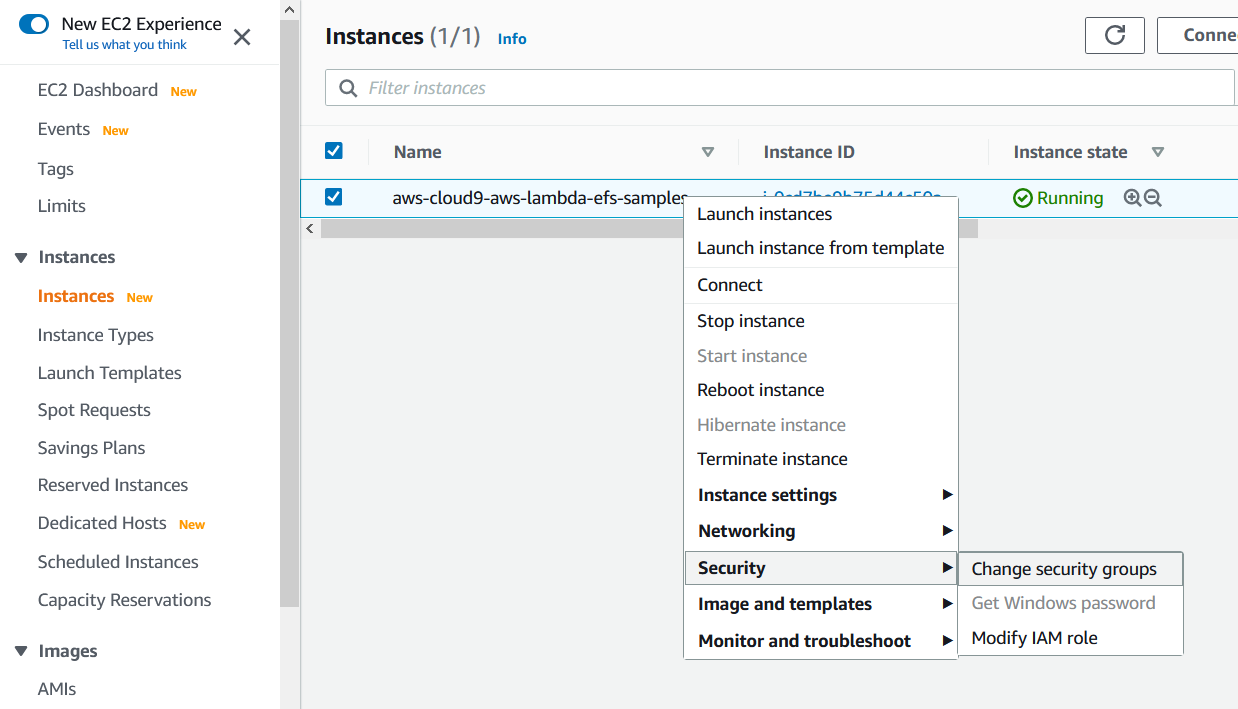 New EC2 Experience
Tell us what you think
EC2 Dashboard New
Events New
Tags
Limits
Instances
Instances New
Instance Types
Launch Templates
Spot Requests
Savings Plans
Reserved Instances
Dedicated Hosts New
Scheduled Instances
Capacity Reservations
Images
AMIs
Instances (1/1) Info
Conne
Filter instances
Name
Instance ID
Instance state
aws-cloud9-aws-lambda-efs-samples
Running
Launch instances
Launch instance from template
Connect
Stop instance
Start instance
Reboot instance
Hibernate instance
Terminate instance
Instance settings
Networking
Security
Image and templates
Monitor and troubleshoot
Change security groups
Get Windows password
Modify IAM role